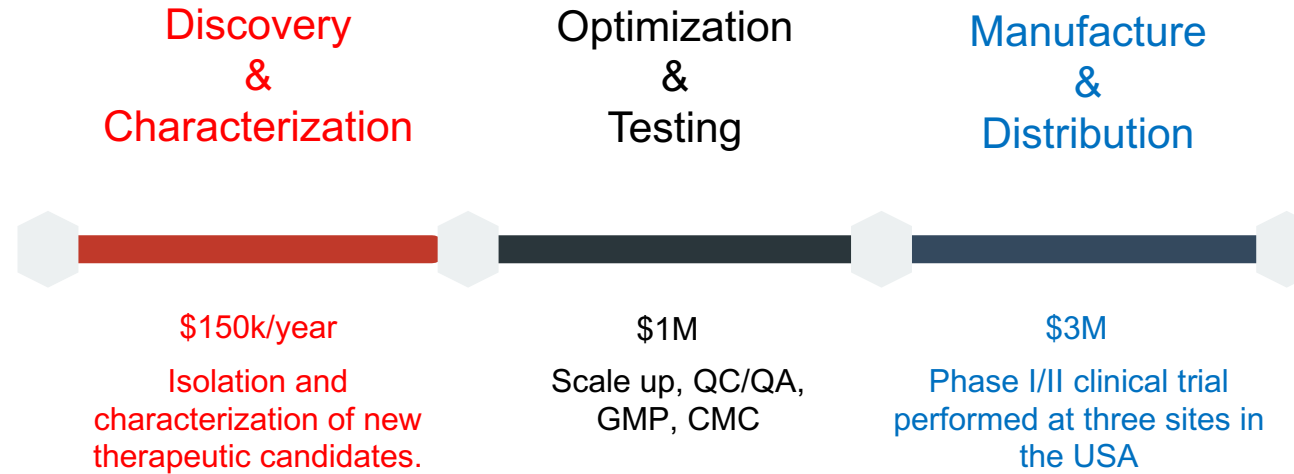 Discovery
&
Characterization
Optimization
&
Testing
Manufacture
&
Distribution
$150k/year
Isolation and
characterization of new
therapeutic candidates.
$1M
Scale up, QC/QA,
GMP, CMC
$3M
Phase I/II clinical trial
performed at three sites in
the USA